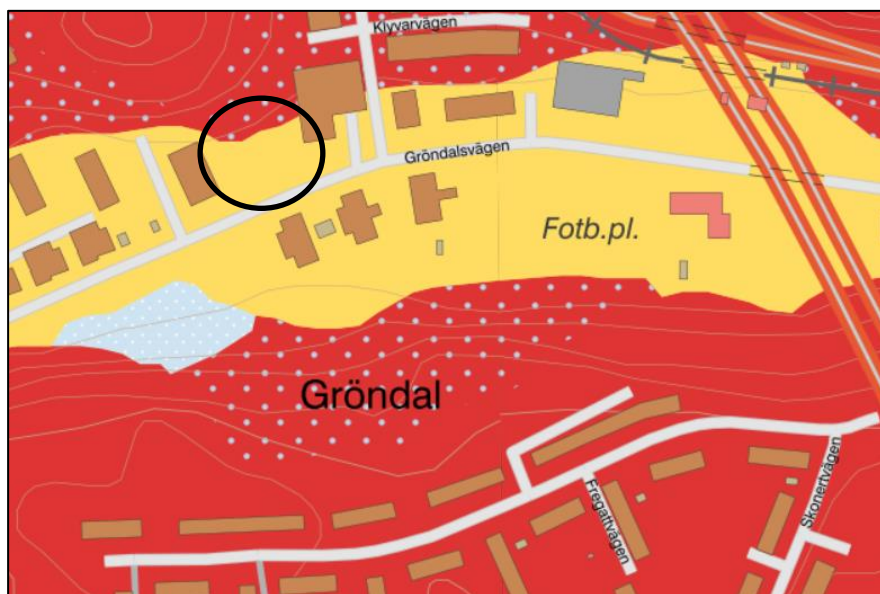 Klyvarvägen
Gröndalsvägen
Fotb.pl.
Gröndal
Fregattvägen
Skonertvägen